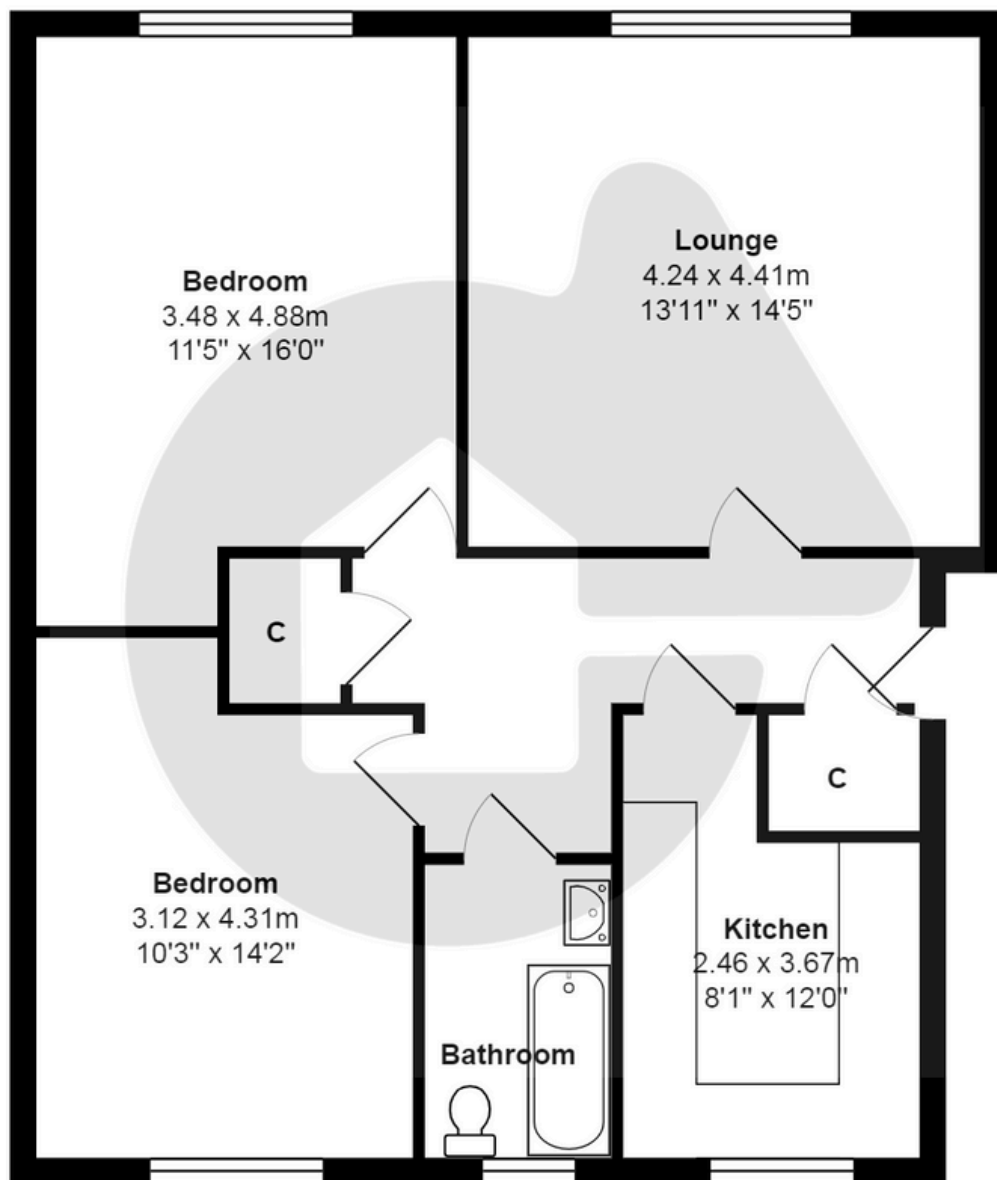 Bedroom
3.48 x 4.88m
11'5" x 16'0"
Lounge
4.24 x 4.41m
13'11" x 14'5"
C
C
Bedroom
3.12 x 4.31m
10'3" x 14'2"
Kitchen
2.46 x 3.67m
8'1" x 12'0"
Bathroom